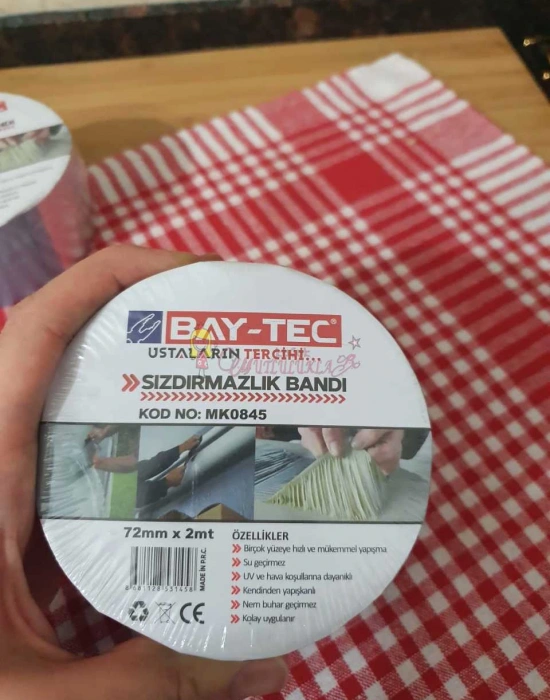 BAY-TEC®
USTALARIN TERCİHİ...
SIZDIRMAZLIK BANDI
KOD NO: MK0845
72mm x 2mt
MADE IN P.R.C.
ÖZELLİKLER
Birçok yüzeye hızlı ve mükemmel yapışma
Su geçirmez
UV ve hava koşullarına dayanıklı
Kendinden yapışkanlı
Nem buhar geçirmez
Kolay uygulanır
CE